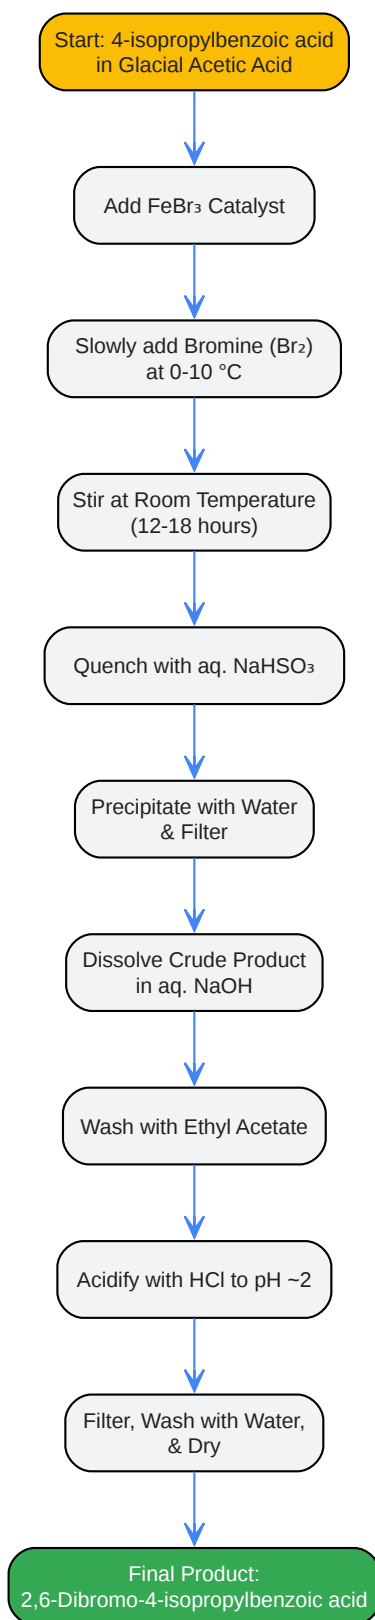 Start: 4-isopropylbenzoic acid
in Glacial Acetic Acid
Add FeBr₃ Catalyst
Slowly add Bromine (Br₂)
at 0-10 °C
Stir at Room Temperature
(12-18 hours)
Quench with aq. NaHSO₃
Precipitate with Water
& Filter
Dissolve Crude Product
in aq. NaOH
Wash with Ethyl Acetate
Acidify with HCl to pH ~2
Filter, Wash with Water,
& Dry
Final Product:
2,6-Dibromo-4-isopropylbenzoic acid